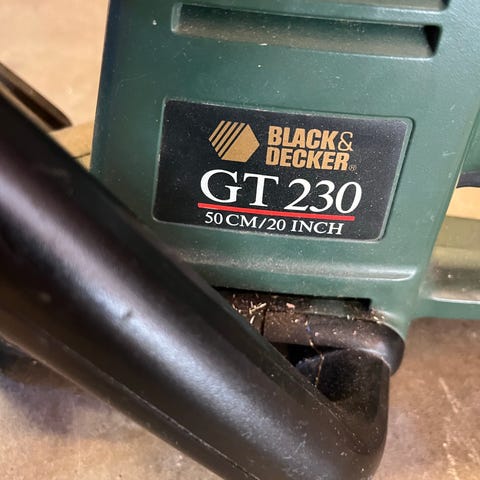 BLACK&
DECKER®
GT 230
50 CM/20 INCH